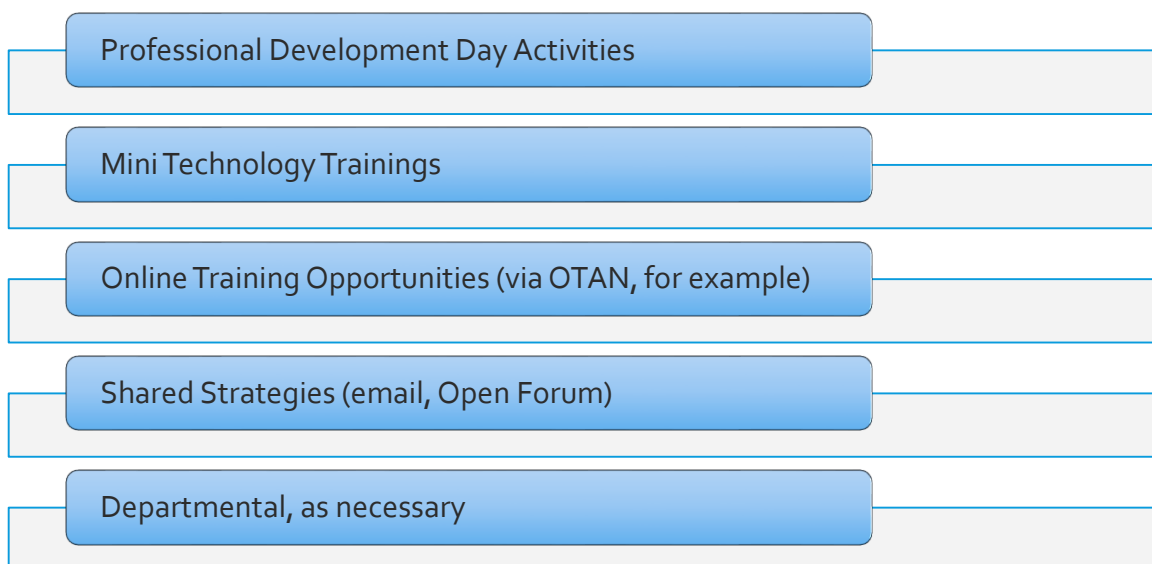 Professional Development Day Activities
Mini Technology Trainings
Online Training Opportunities (via OTAN, for example)
Shared Strategies (email, Open Forum)
Departmental, as necessary